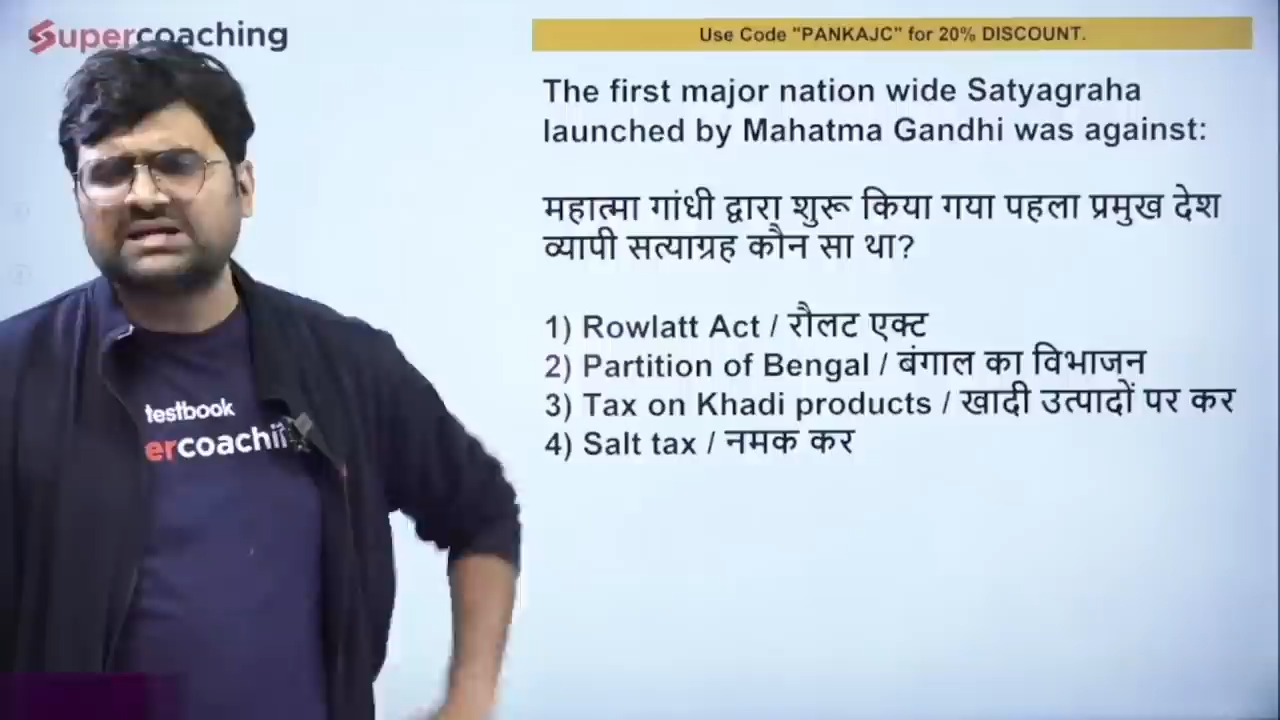 Supercoaching
Use Code "PANKAJC" for 20% DISCOUNT.
The first major nation wide Satyagraha
launched by Mahatma Gandhi was against:
महात्मा गांधी द्वारा शुरू किया गया पहला प्रमुख देश
व्यापी सत्याग्रह कौन सा था?
1) Rowlatt Act / रौलट एक्ट
2) Partition of Bengal / बंगाल का विभाजन
3) Tax on Khadi products / खादी उत्पादों पर कर
4) Salt tax / नमक कर
testbook
ercoachi